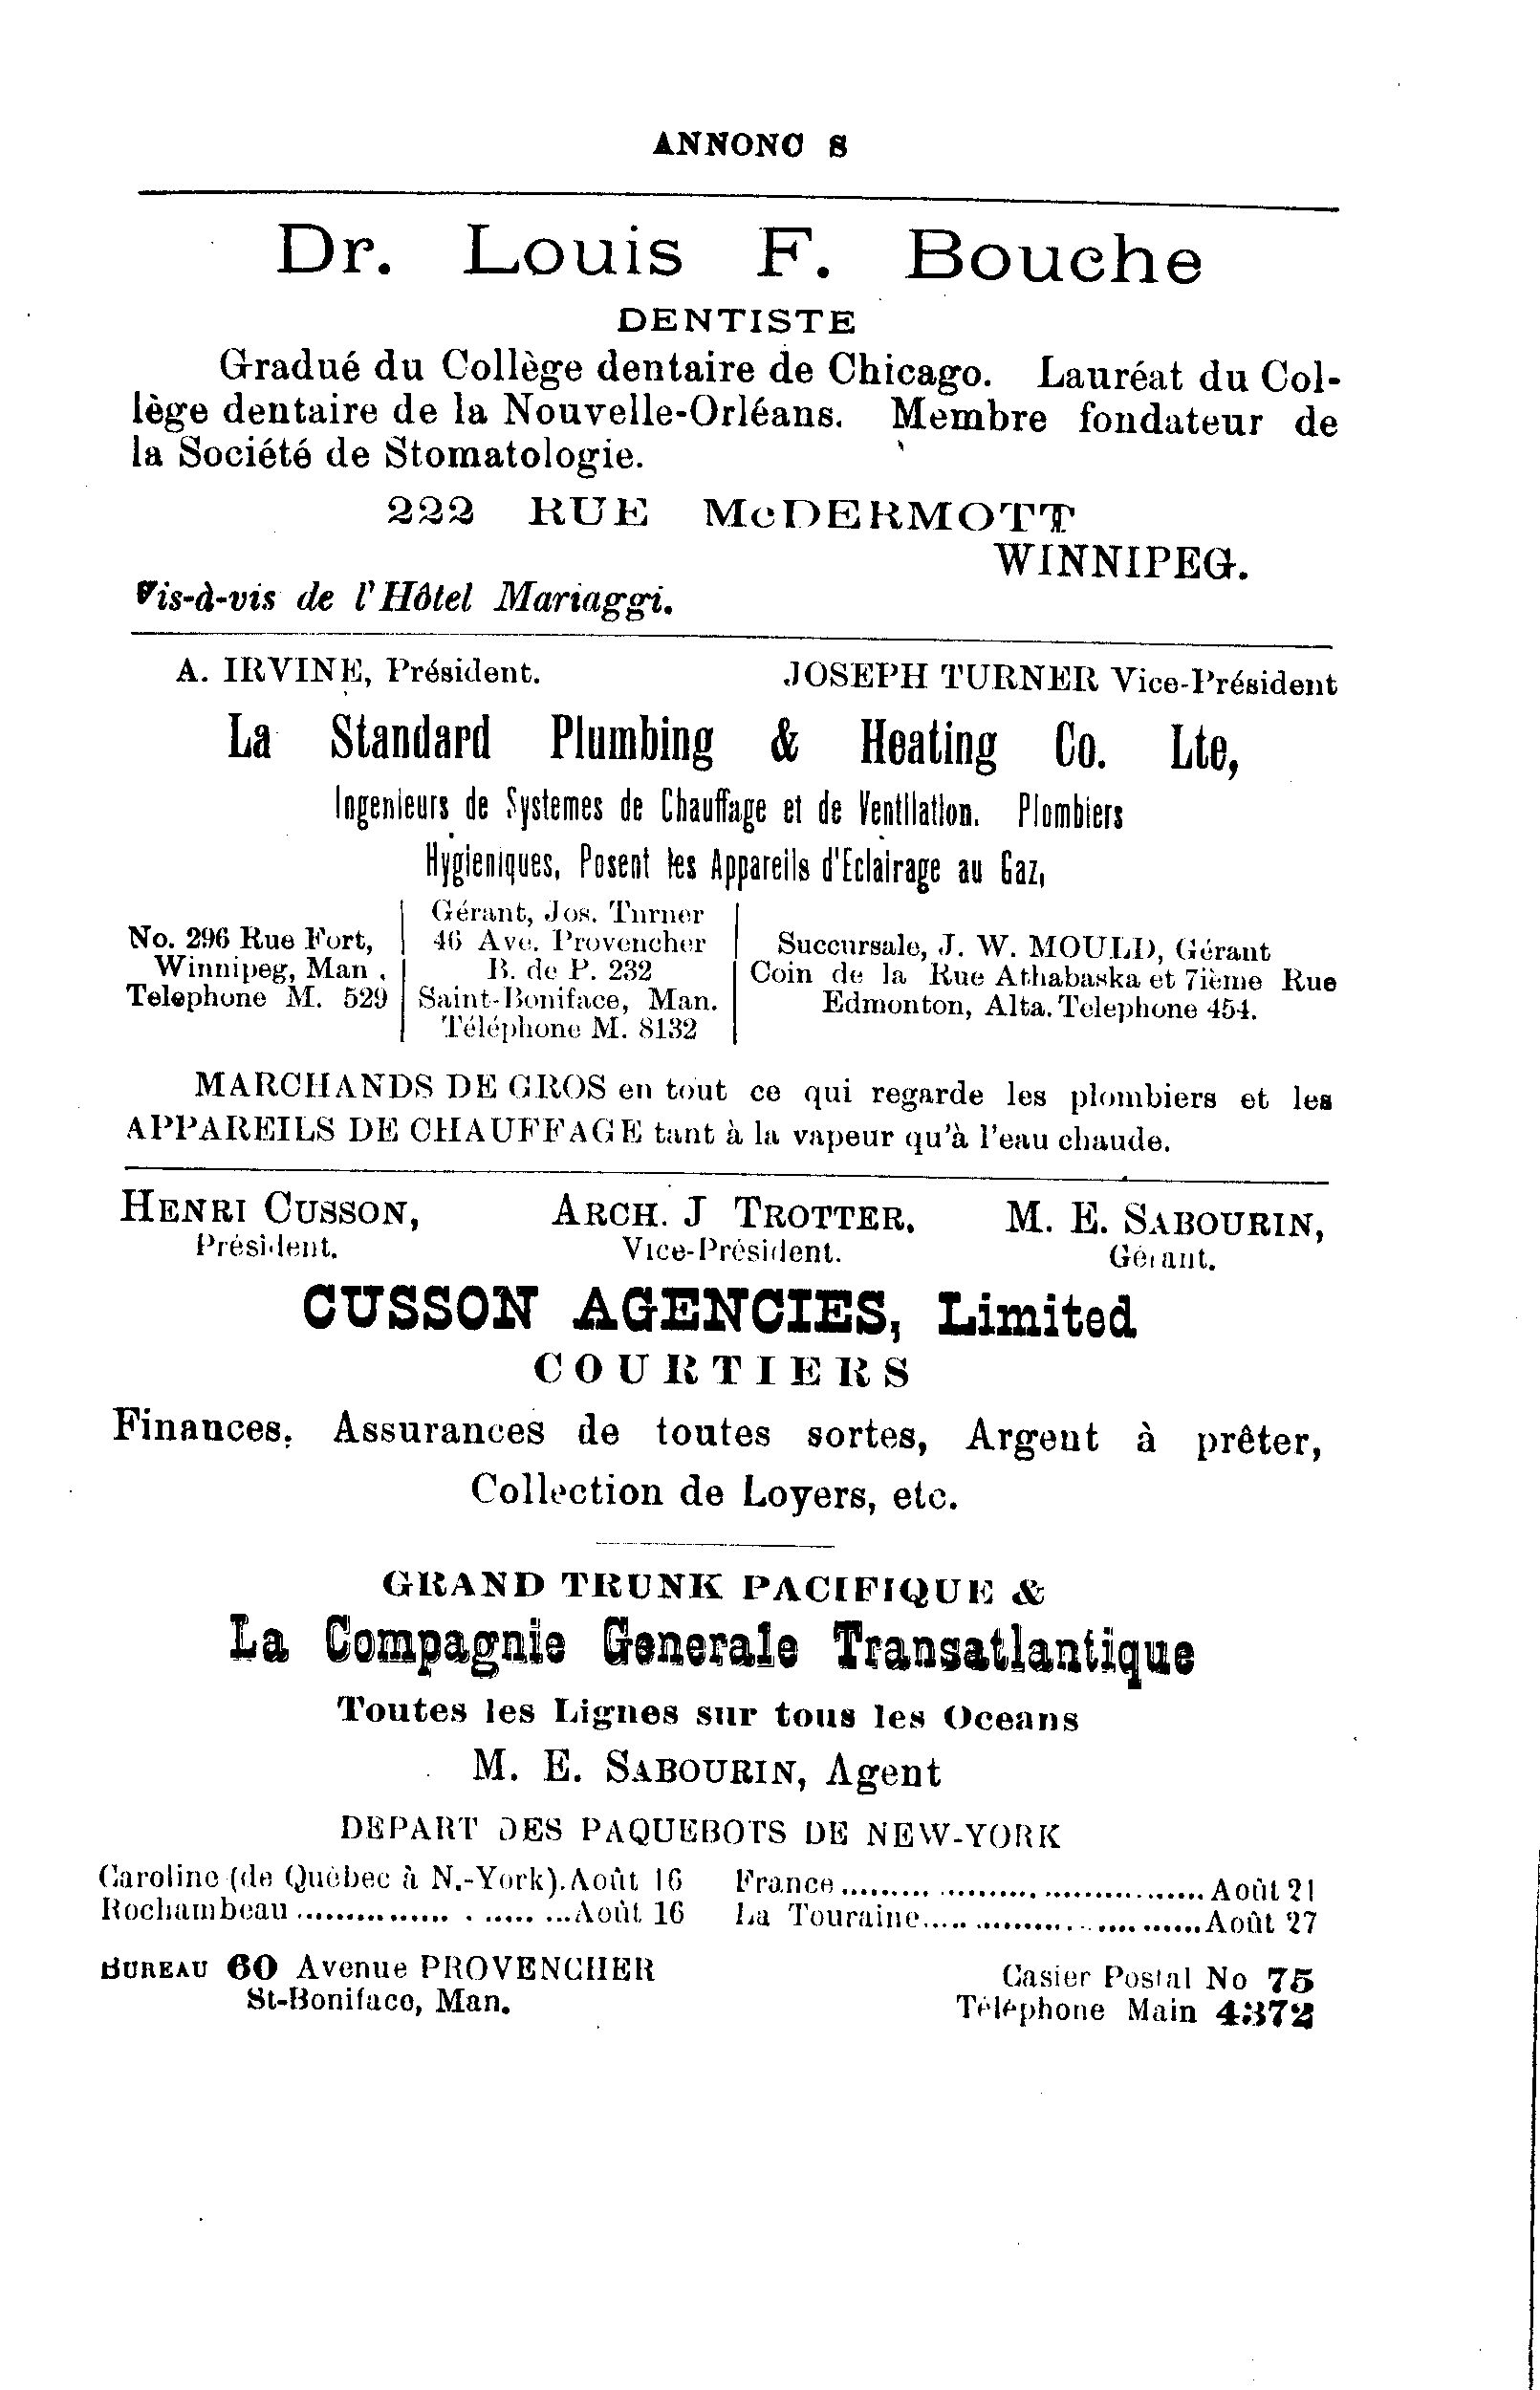 ANNONC S
Dr. Louis F. Bouche
DENTISTE
Gradué du Collège dentaire de Chicago. Lauréat du Col-
lège dentaire de la Nouvelle-Orléans. Membre fondateur de
la Société de Stomatologie.
222 RUE McDERMOTT
WINNIPEG.
Vis-à-vis de l'Hôtel Mariaggi.
A. IRVINE, Président. JOSEPH TURNER Vice-Président
La Standard Plumbing & Heating Co. Lte,
Ingenieurs de Systemes de Chauffage et de Ventilation. Plombiers
Hygieniques, Posent les Appareils d'Eclairage au Gaz,
No. 296 Rue Fort,
Winnipeg, Man.
Telephone M. 529
Gérant, Jos. Turner
46 Ave. Provencher
B. de P. 232
Saint-Boniface, Man.
Téléphone M. 8132
Succursale, J. W. MOULD, Gérant
Coin de la Rue Athabaska et 7ième Rue
Edmonton, Alta. Telephone 454.
MARCHANDS DE GROS en tout ce qui regarde les plombiers et les
APPAREILS DE CHAUFFAGE tant à la vapeur qu'à l'eau chaude.
HENRI CUSSON, ARCH. J TROTTER. M. E. SABOURIN,
Président. Vice-Président. Gérant.
CUSSON AGENCIES, Limited
COURTIERS
Finances, Assurances de toutes sortes, Argent à prêter,
Collection de Loyers, etc.
GRAND TRUNK PACIFIQUE &
La Compagnie Generale Transatlantique
Toutes les Lignes sur tous les Oceans
M. E. SABOURIN, Agent
DEPART DES PAQUEBOTS DE NEW-YORK
Caroline (de Québec à N.-York). Août 16 France.............................. Août 21
Rochambeau ........................Août 16 La Touraine..............................Août 27
BUREAU 60 Avenue PROVENCHER Casier Postal No 75
St-Boniface, Man. Téléphone Main 4372